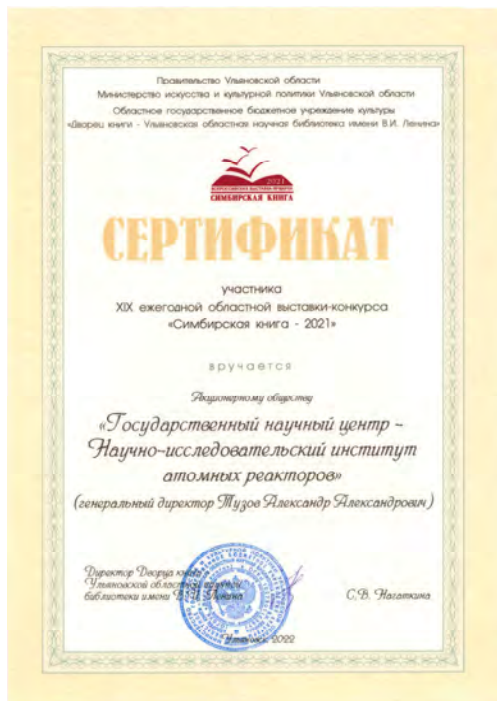 Правительство Ульяновской области
Министерство искусства и культурной политики Ульяновской области
Областное государственное бюджетное учреждение культуры
«Дворец книги - Ульяновская областная научная библиотека имени В.И. Ленина»
2021
СИМБИРСКАЯ КНИГА
СЕРТИФИКАТ
участника
XIX ежегодной областной выставки-конкурса
«Симбирская книга - 2021»
вручается
Акционерному обществу
«Государственный научный центр –
Научно-исследовательский институт
атомных реакторов»
(генеральный директор Тузов Александр Александрович)
Директор Дворца книги
Ульяновской областной научной
библиотеки имени В.И. Ленина
С.В. Нагаткина
Ульяновск 2022